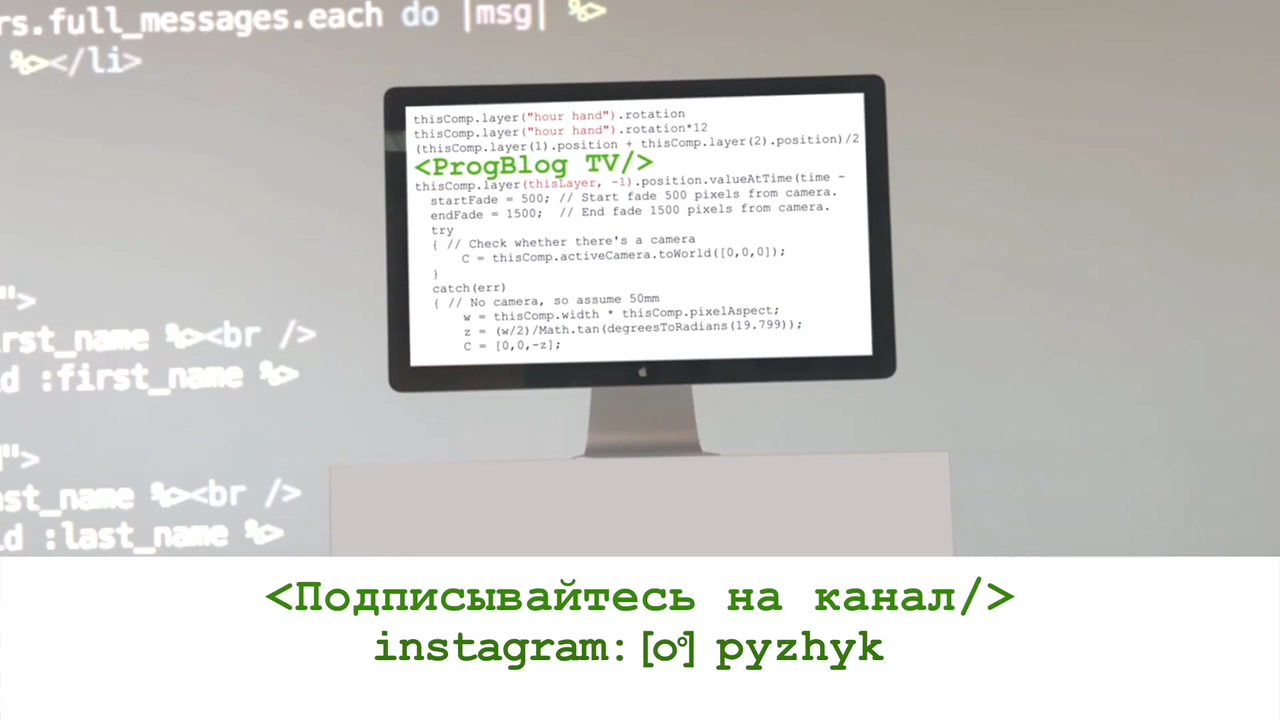 rs.full_messages.each do |msg| %>
%></li>
">
rst_name %><br />
ld :first_name %>
d">
ast_name %><br />
ld :last_name %>
thisComp.layer("hour hand").rotation
thisComp.layer("hour hand").rotation*12
(thisComp.layer(1).position + thisComp.layer(2).position)/2
<ProgBlog TV/>
thisComp.layer(thisLayer, -1).position.valueAtTime(time -
startFade = 500; // Start fade 500 pixels from camera.
endFade = 1500; // End fade 1500 pixels from camera.
try
{ // Check whether there's a camera
C = thisComp.activeCamera.toWorld([0,0,0]);
}
catch(err)
{ // No camera, so assume 50mm
w = thisComp.width * thisComp.pixelAspect;
z = (w/2)/Math.tan(degreesToRadians(19.799));
C = [0,0,-z];
<Подписывайтесь на канал/>
instagram:[o°] pyzhyk